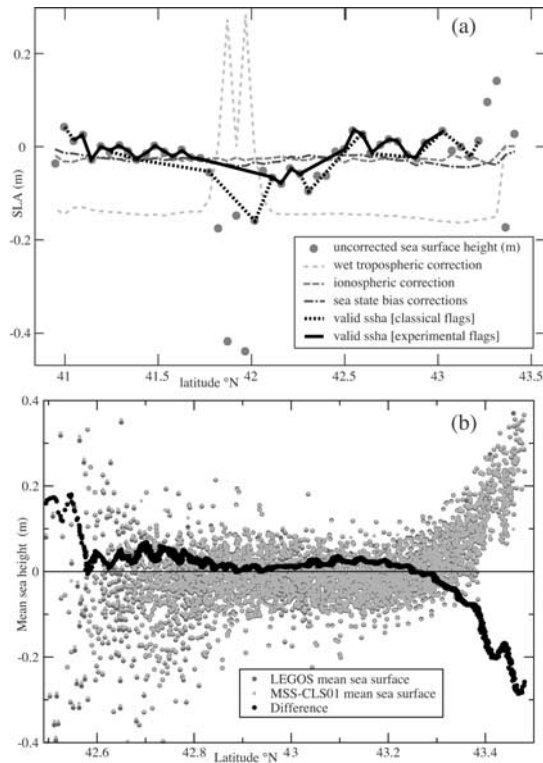 (a)
0.2
0
-0.2
-0.4
SLA (m)
uncorrected sea surface height (m)
wet tropospheric correction
ionospheric correction
sea state bias corrections
valid ssha [classical flags]
valid ssha [experimental flags]
41 41.5 42 42.5 43 43.5
latitude °N
(b)
0.4
0.2
0
-0.2
-0.4
Mean sea height (m)
LEGOS mean sea surface
MSS-CLS01 mean sea surface
Difference
42.6 42.8 43 43.2 43.4
Latitude °N